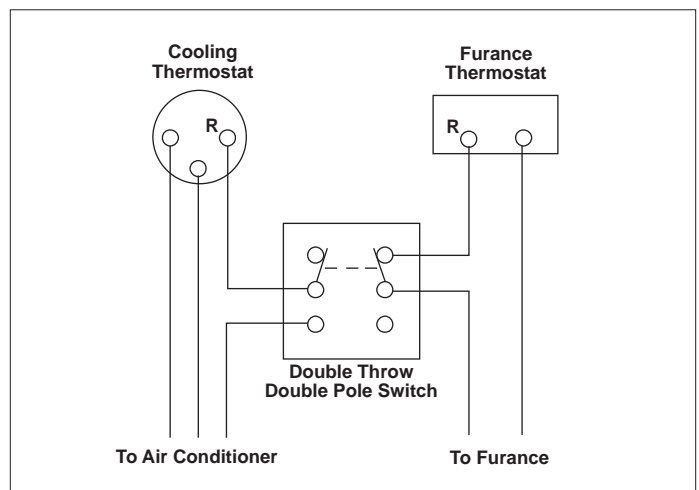 Cooling
Thermostat
Furance
Thermostat
R
R
Double Throw
Double Pole Switch
To Air Conditioner
To Furance